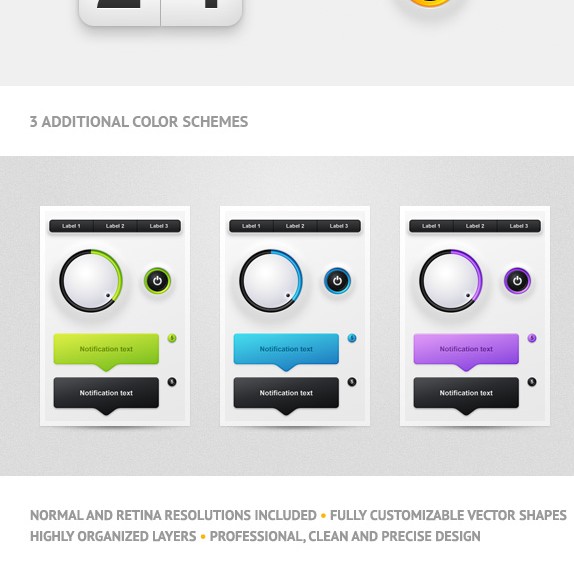 3 ADDITIONAL COLOR SCHEMES
Label 1 Label 2 Label 3
Label 1 Label 2 Label 3
Label 1 Label 2 Label 3
Notification text
Notification text
Notification text
Notification text
Notification text
Notification text
NORMAL AND RETINA RESOLUTIONS INCLUDED • FULLY CUSTOMIZABLE VECTOR SHAPES
HIGHLY ORGANIZED LAYERS • PROFESSIONAL, CLEAN AND PRECISE DESIGN